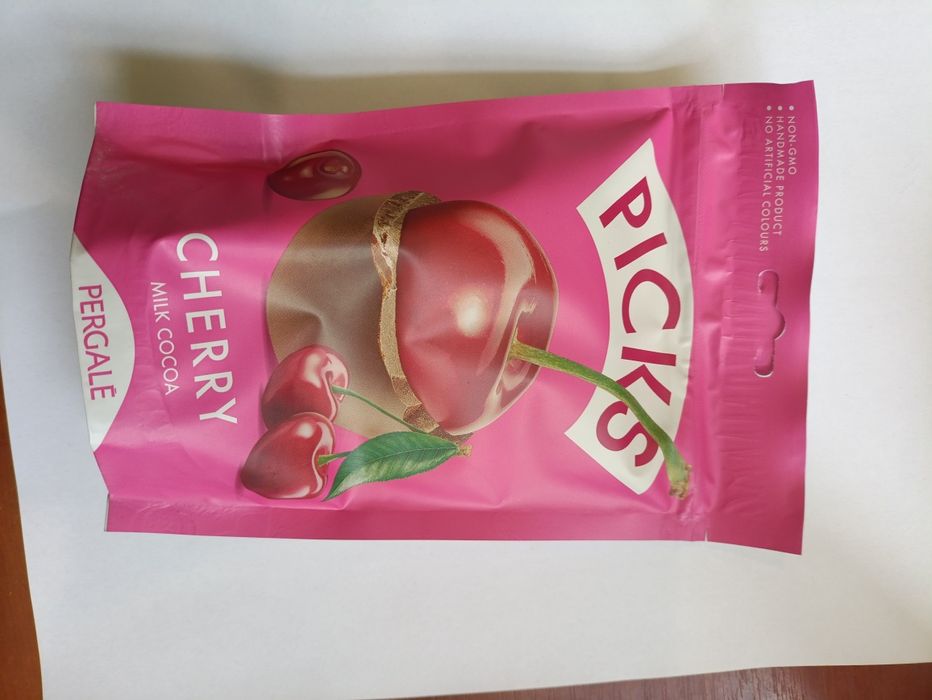 • NON-GMO
• HANDMADE PRODUCT
• NO ARTIFICIAL COLOURS
PICKS
CHERRY
MILK COCOA
PERGALĖ